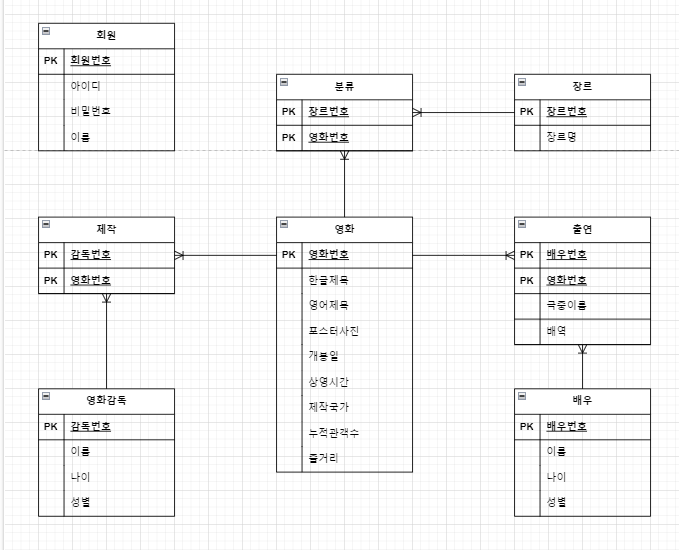 회원
PK 회원번호
아이디
비밀번호
이름
분류
PK 장르번호
PK 영화번호
장르
PK 장르번호
장르명
제작
PK 감독번호
PK 영화번호
영화
PK 영화번호
한글제목
영어제목
포스터사진
개봉일
상영시간
제작국가
누적관객수
줄거리
출연
PK 배우번호
PK 영화번호
극중이름
배역
영화감독
PK 감독번호
이름
나이
성별
배우
PK 배우번호
이름
나이
성별